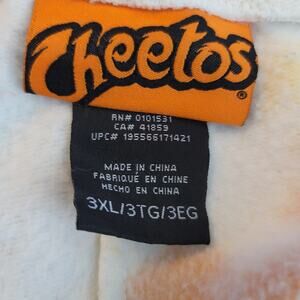 Cheetos®
RN# 0101531
CA# 41859
UPC# 195566171421
MADE IN CHINA
FABRIQUÉ EN CHINE
HECHO EN CHINA
3XL/3TG/3EG